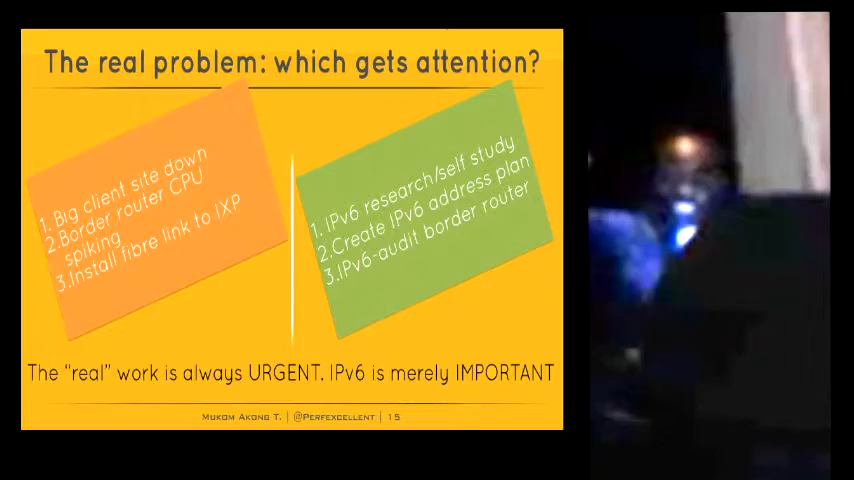 The real problem: which gets attention?
1. Big client site down
2.Border router CPU
spiking
3.Install fibre link to IXP
1. IPv6 research/self study
2.Create IPv6 address plan
3.IPv6-audit border router
The “real” work is always URGENT. IPv6 is merely IMPORTANT
Mukom Akong T. | @Perfexcellent | 15